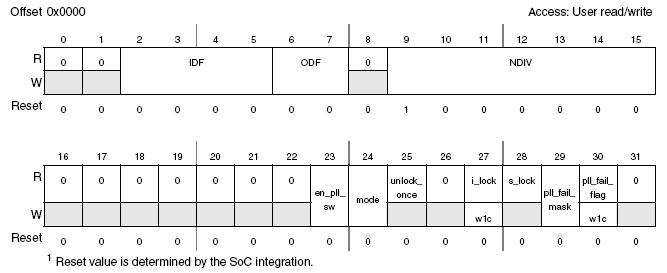 Offset 0x0000 Access: User read/write
0 1 2 3 4 5 6 7 8 9 10 11 12 13 14 15
R 0 0 IDF ODF 0 NDIV
W
Reset 0 0 0 0 0 0 0 0 0 1 0 0 0 0 0 0
16 17 18 19 20 21 22 23 24 25 26 27 28 29 30 31
R 0 0 0 0 0 0 0 en_pll_sw mode unlock_once 0 i_lock s_lock pll_fail_mask pll_fail_flag 0
W w1c w1c
Reset 0 0 0 0 0 0 0 0 0 0 0 0 0 0 0 0
1 Reset value is determined by the SoC integration.